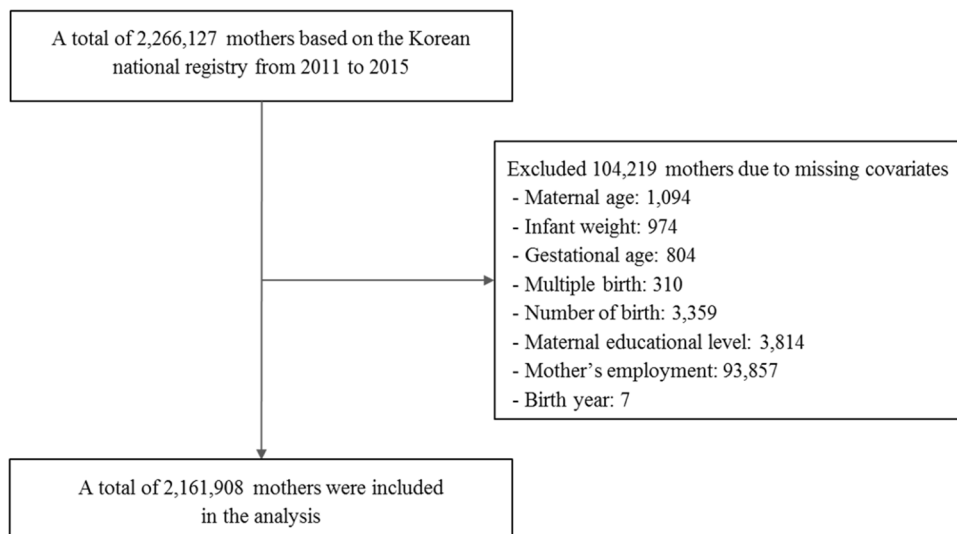 A total of 2,266,127 mothers based on the Korean
national registry from 2011 to 2015
Excluded 104,219 mothers due to missing covariates
- Maternal age: 1,094
- Infant weight: 974
- Gestational age: 804
- Multiple birth: 310
- Number of birth: 3,359
- Maternal educational level: 3,814
- Mother’s employment: 93,857
- Birth year: 7
A total of 2,161,908 mothers were included
in the analysis